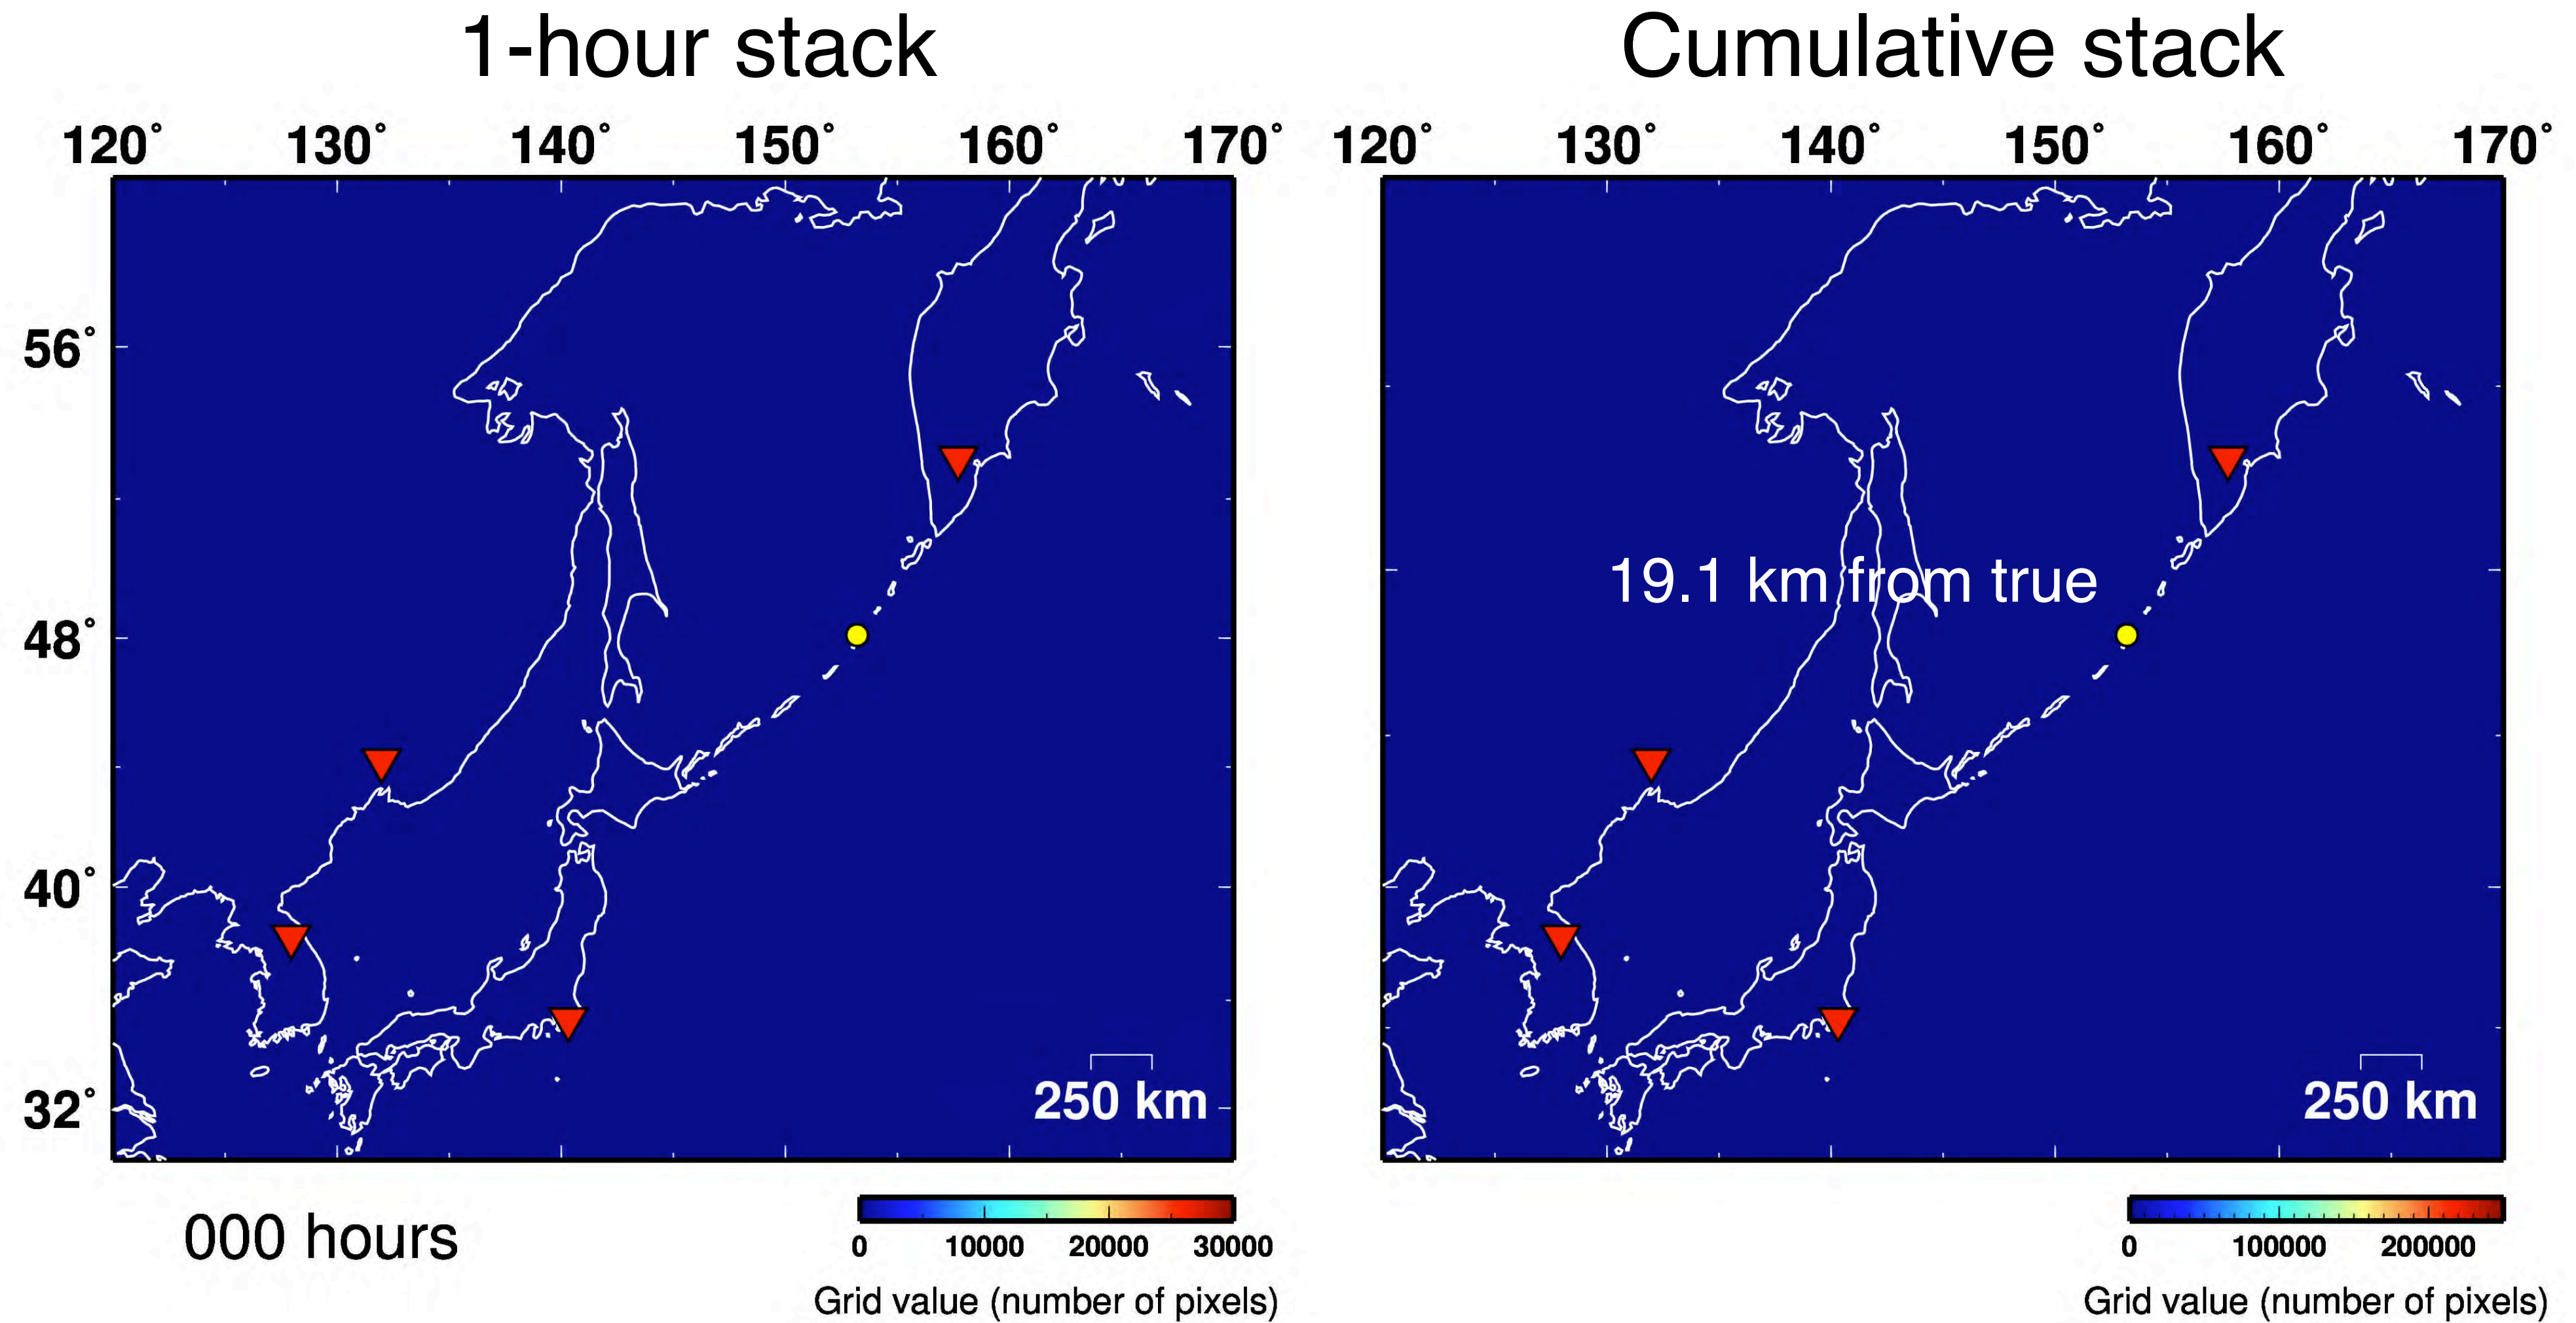 1-hour stack Cumulative stack
120° 130° 140° 150° 160° 170° 120° 130° 140° 150° 160° 170°
56°
19.1 km from true
48°
40°
250 km 250 km
32°
000 hours
0 10000 20000 30000 0 100000 200000
Grid value (number of pixels) Grid value (number of pixels)